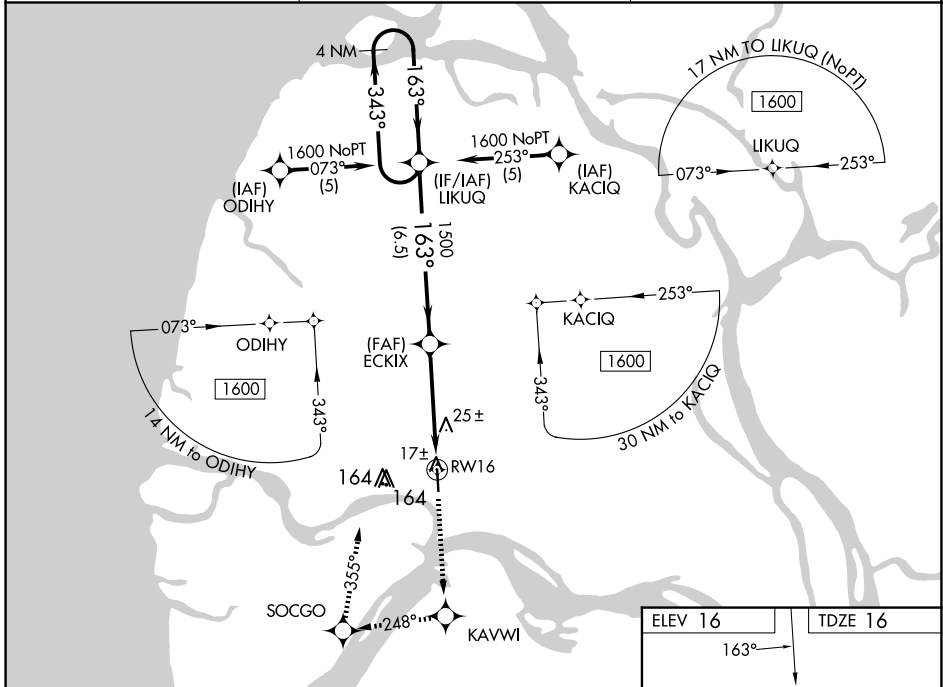 4 NM
163°
343°
17 NM TO LIKUQ (NoPT)
1600
LIKUQ
073°
253°
1600 NoPT
073°
(5)
(IAF)
ODIHY
1600 NoPT
253°
(5)
(IF/IAF)
LIKUQ
(IAF)
KACIQ
1500
163°
(6.5)
073°
ODIHY
1600
343°
14 NM to ODIHY
(FAF)
ECKIX
253°
KACIQ
1600
343°
30 NM to KACIQ
25 ±
17±
RW16
164
164
355°
SOCGO
248°
KAVWI
ELEV 16
TDZE 16
163°